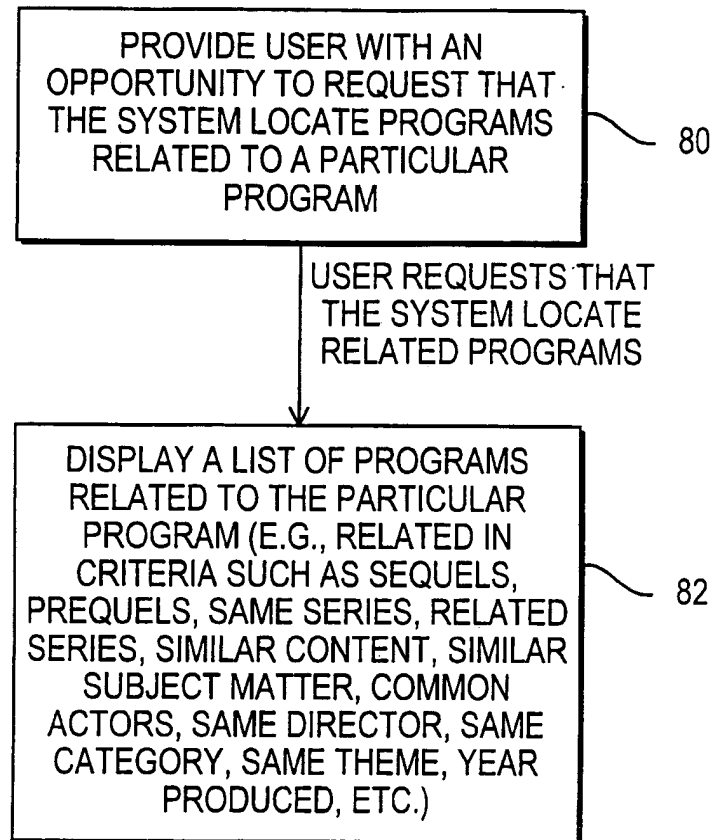 PROVIDE USER WITH AN
OPPORTUNITY TO REQUEST THAT
THE SYSTEM LOCATE PROGRAMS
RELATED TO A PARTICULAR
PROGRAM
80
USER REQUESTS THAT
THE SYSTEM LOCATE
RELATED PROGRAMS
DISPLAY A LIST OF PROGRAMS
RELATED TO THE PARTICULAR
PROGRAM (E.G., RELATED IN
CRITERIA SUCH AS SEQUELS,
PREQUELS, SAME SERIES, RELATED
SERIES, SIMILAR CONTENT, SIMILAR
SUBJECT MATTER, COMMON
ACTORS, SAME DIRECTOR, SAME
CATEGORY, SAME THEME, YEAR
PRODUCED, ETC.)
82